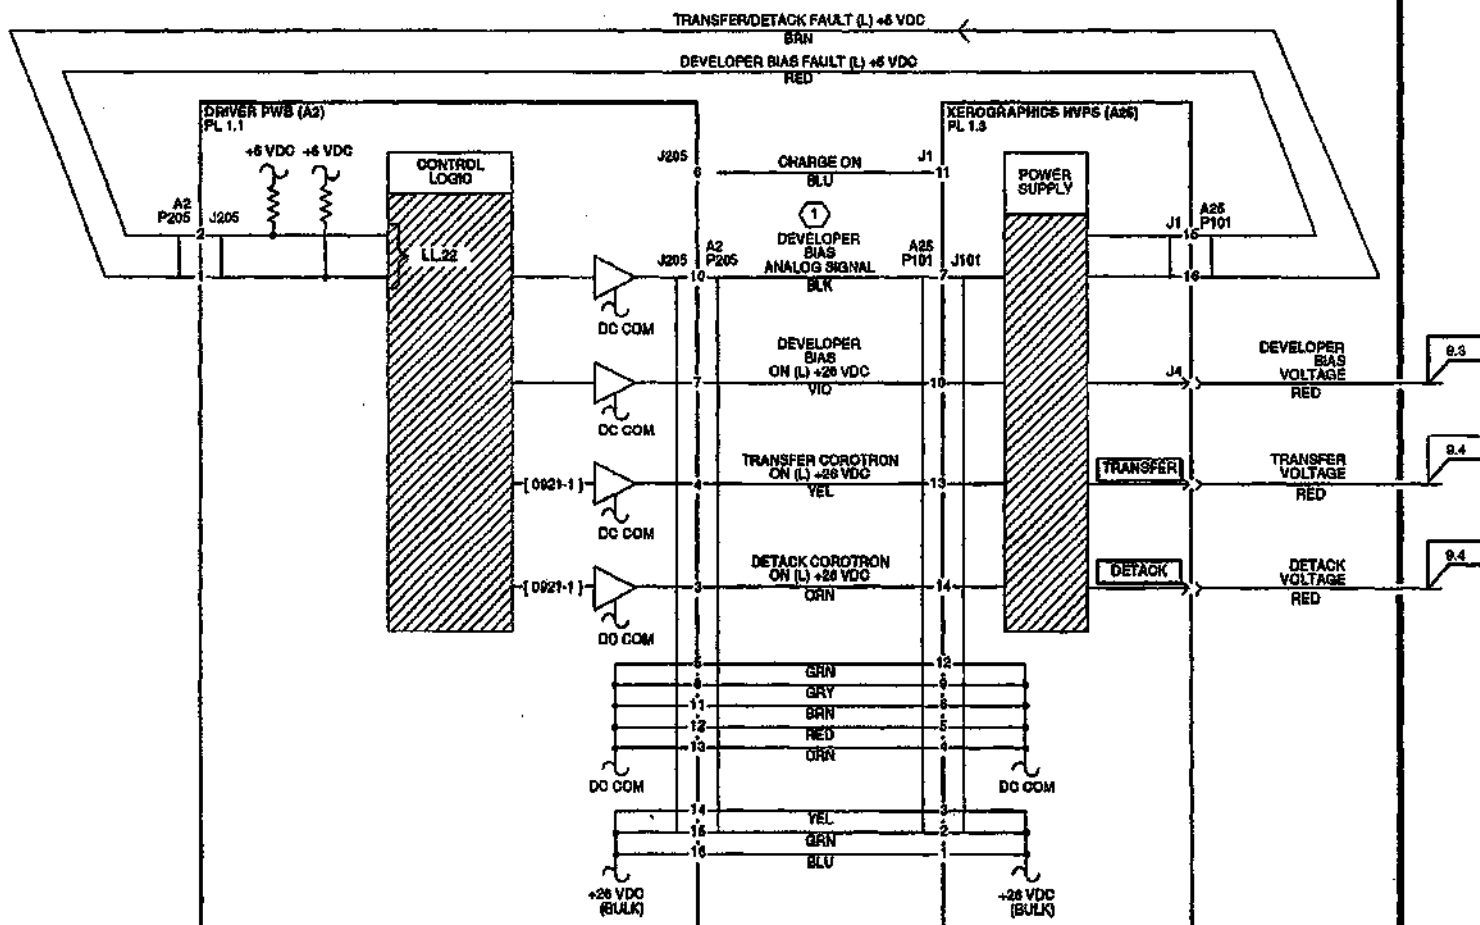 TRANSFER/DETACK FAULT (L) +5 VDC
BRN
DEVELOPER BIAS FAULT (L) +5 VDC
RED
DRIVER PWB (A2)
PL 1.1
XEROGRAPHICS HVPS (A25)
PL 1.3
+5 VDC
+5 VDC
CONTROL
LOGIC
J205
6
CHARGE ON
BLU
J1
11
POWER
SUPPLY
A2
P205
J205
2
LL22
1
DEVELOPER
BIAS
ANALOG SIGNAL
BLK
J205
A2
P205
10
A25
P101
J101
7
J1
A25
P101
15
16
DC COM
DEVELOPER
BIAS
ON (L) +26 VDC
VIO
7
10
J4
DEVELOPER
BIAS
VOLTAGE
RED
9.3
DC COM
[ 0921-1 ]
4
TRANSFER COROTRON
ON (L) +26 VDC
YEL
13
TRANSFER
TRANSFER
VOLTAGE
RED
9.4
DC COM
[ 0921-1 ]
3
DETACK COROTRON
ON (L) +26 VDC
ORN
14
DETACK
DETACK
VOLTAGE
RED
9.4
DC COM
12
GRN
9
GRY
11
BRN
6
12
RED
5
13
ORN
4
DC COM
DC COM
14
YEL
3
15
GRN
2
16
BLU
1
+26 VDC
(BULK)
+26 VDC
(BULK)